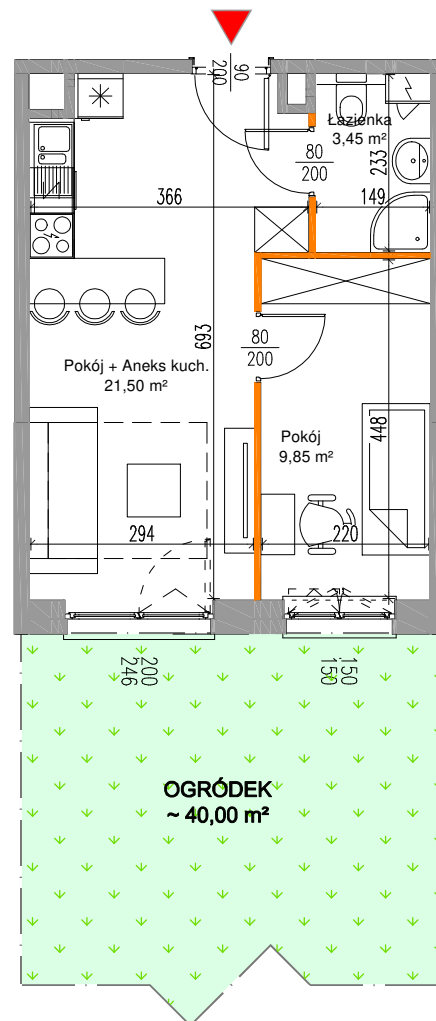 90
200
Łazienka
3,45 m²
233
80
200
366
149
693
80
200
Pokój + Aneks kuch.
21,50 m²
448
Pokój
9,85 m²
294
220
200
246
150
150
OGRÓDEK
~ 40,00 m²